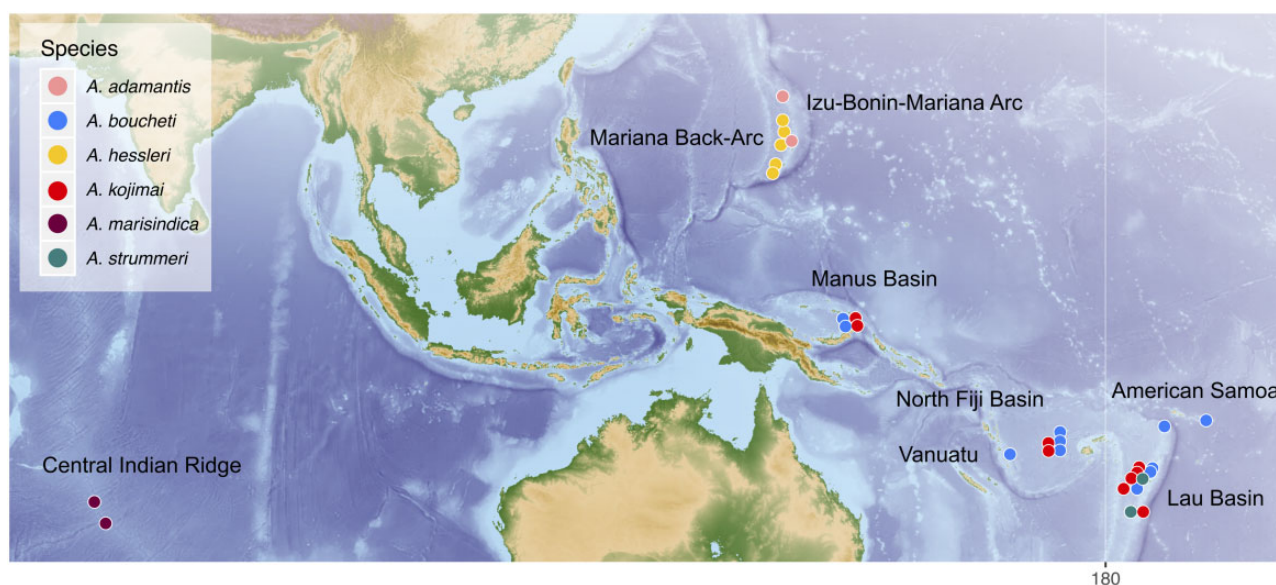 Species
A. adamantis
A. boucheti
A. hessleri
A. kojimai
A. marisindica
A. strummeri
Izu-Bonin-Mariana Arc
Mariana Back-Arc
Manus Basin
American Samoa
North Fiji Basin
Vanuatu
Central Indian Ridge
Lau Basin
180